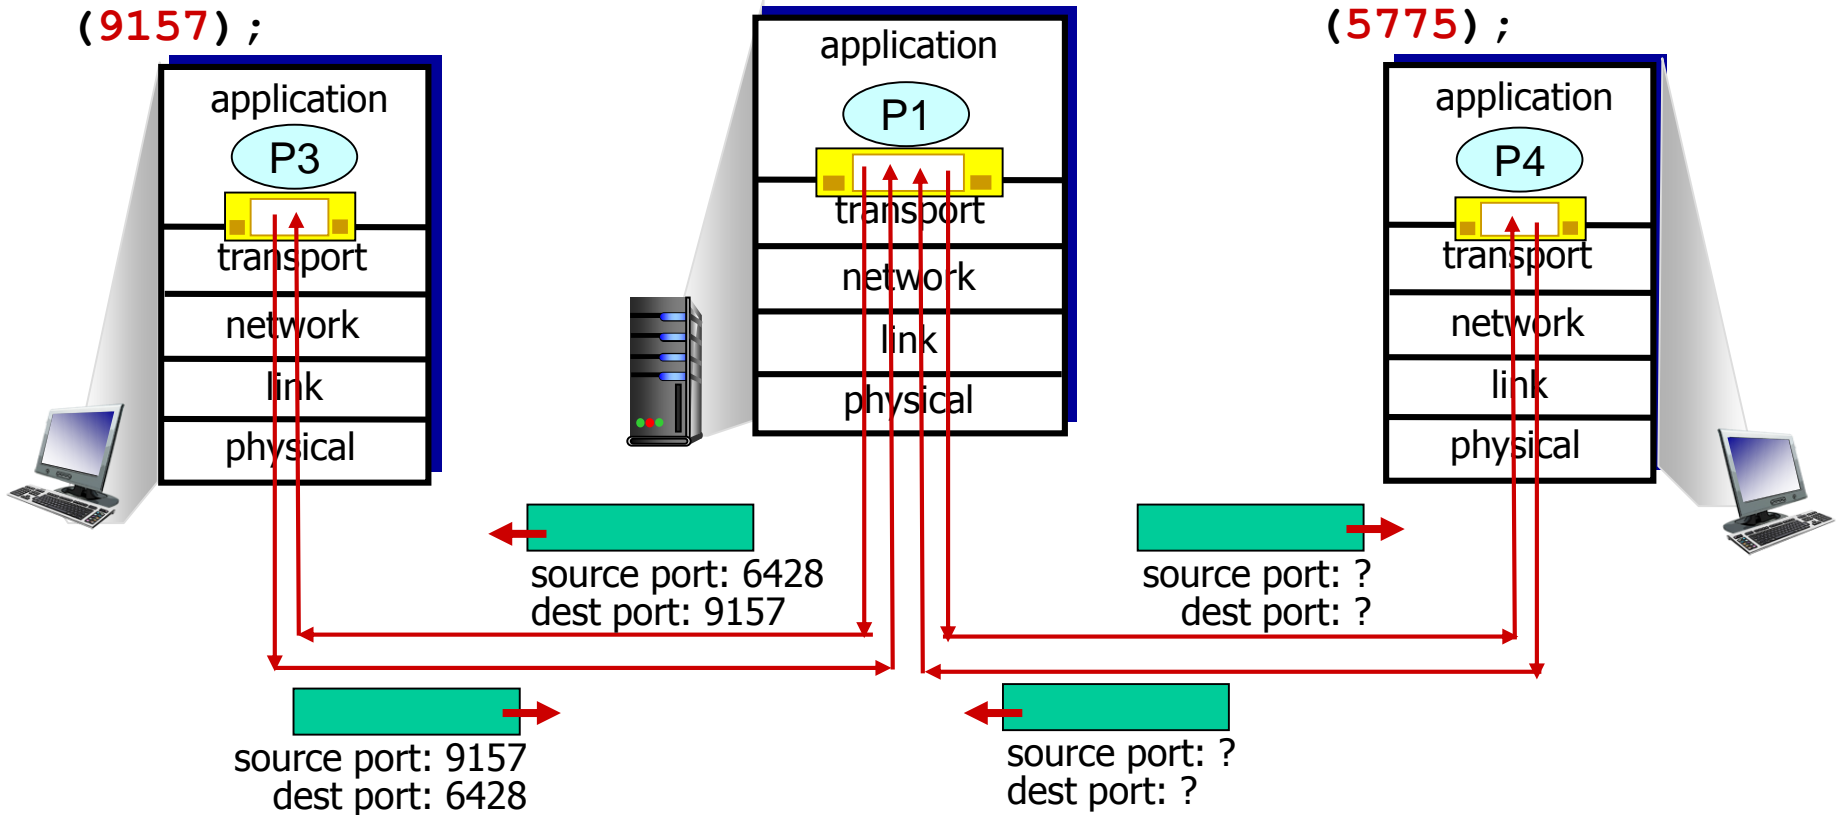 (9157);
application
P3
transport
network
link
physical
application
P1
transport
network
link
physical
(5775);
application
P4
transport
network
link
physical
source port: 6428
dest port: 9157
source port: ?
dest port: ?
source port: 9157
dest port: 6428
source port: ?
dest port: ?